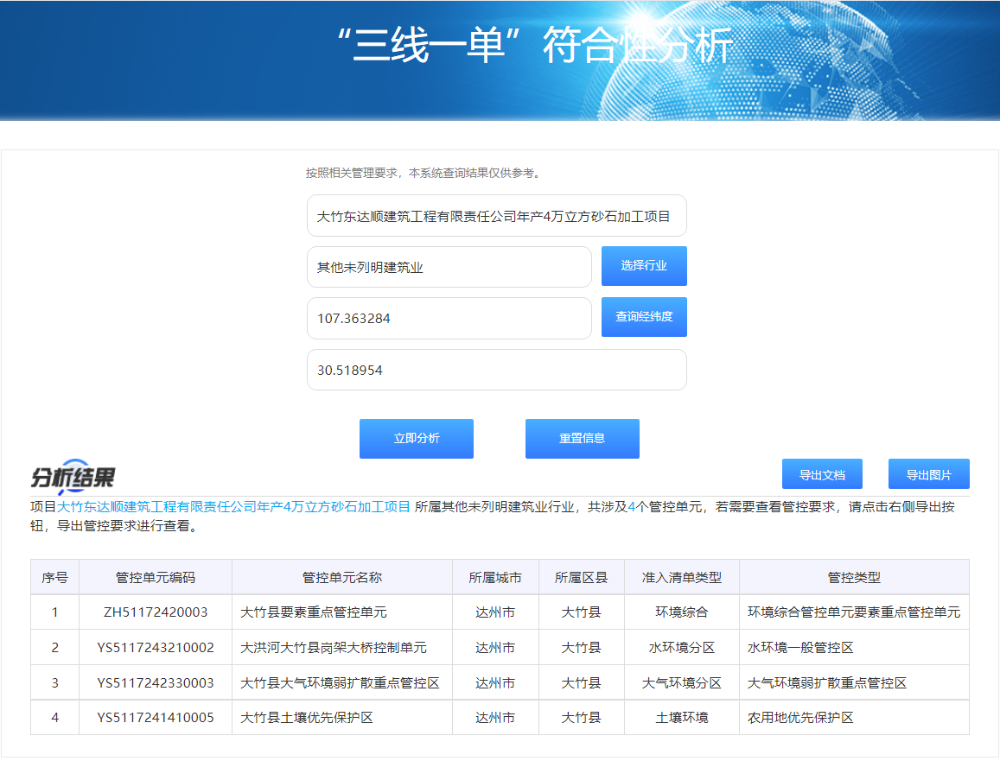 “三线一单”符合性分析
按照相关管理要求，本系统查询结果仅供参考。
大竹东达顺建筑工程有限责任公司年产4万立方砂石加工项目
其他未列明建筑业
选择行业
107.363284
查询经纬度
30.518954
立即分析 重置信息
分析结果 导出文档 导出图片
项目大竹东达顺建筑工程有限责任公司年产4万立方砂石加工项目 所属其他未列明建筑业行业，共涉及4个管控单元，若需要查看管控要求，请点击右侧导出按
钮，导出管控要求进行查看。
序号 管控单元编码 管控单元名称 所属城市 所属区县 准入清单类型 管控类型
1 ZH51172420003 大竹县要素重点管控单元 达州市 大竹县 环境综合 环境综合管控单元要素重点管控单元
2 YS5117243210002 大洪河大竹县岗架大桥控制单元 达州市 大竹县 水环境分区 水环境一般管控区
3 YS5117242330003 大竹县大气环境弱扩散重点管控区 达州市 大竹县 大气环境分区 大气环境弱扩散重点管控区
4 YS5117241410005 大竹县土壤优先保护区 达州市 大竹县 土壤环境 农用地优先保护区